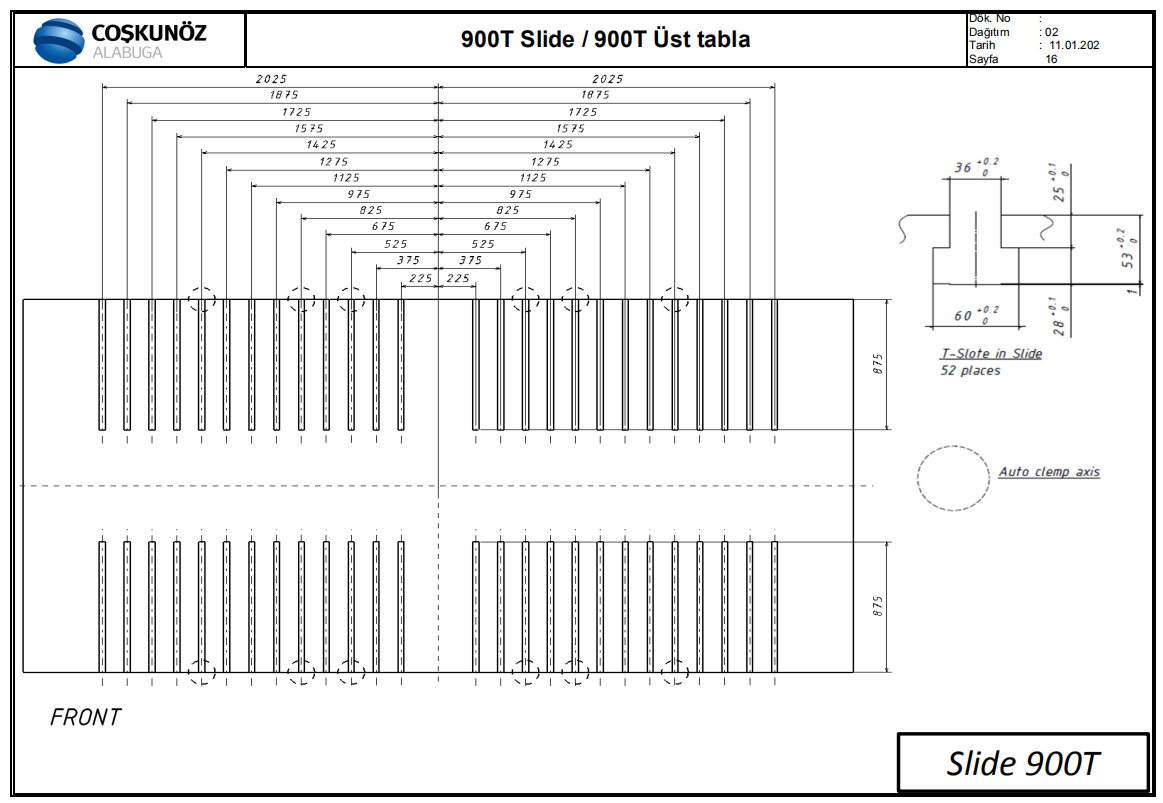 COŞKUNÖZ
ALABUGA
900T Slide / 900T Üst tabla
Dök. No :
Dağıtım : 02
Tarih : 11.01.202
Sayfa 16
2025 2025
1875 1875
1725 1725
1575 1575
1425 1425
1275 1275
1125 1125
975 975
825 825
675 675
525 525
375 375
225 225
875
875
36 +0.2 0
25 +0.1 0
53 +0.2 0
1
60 +0.2 0
28 +0.1 0
T-Slote in Slide
52 places
Auto clemp axis
FRONT
Slide 900T